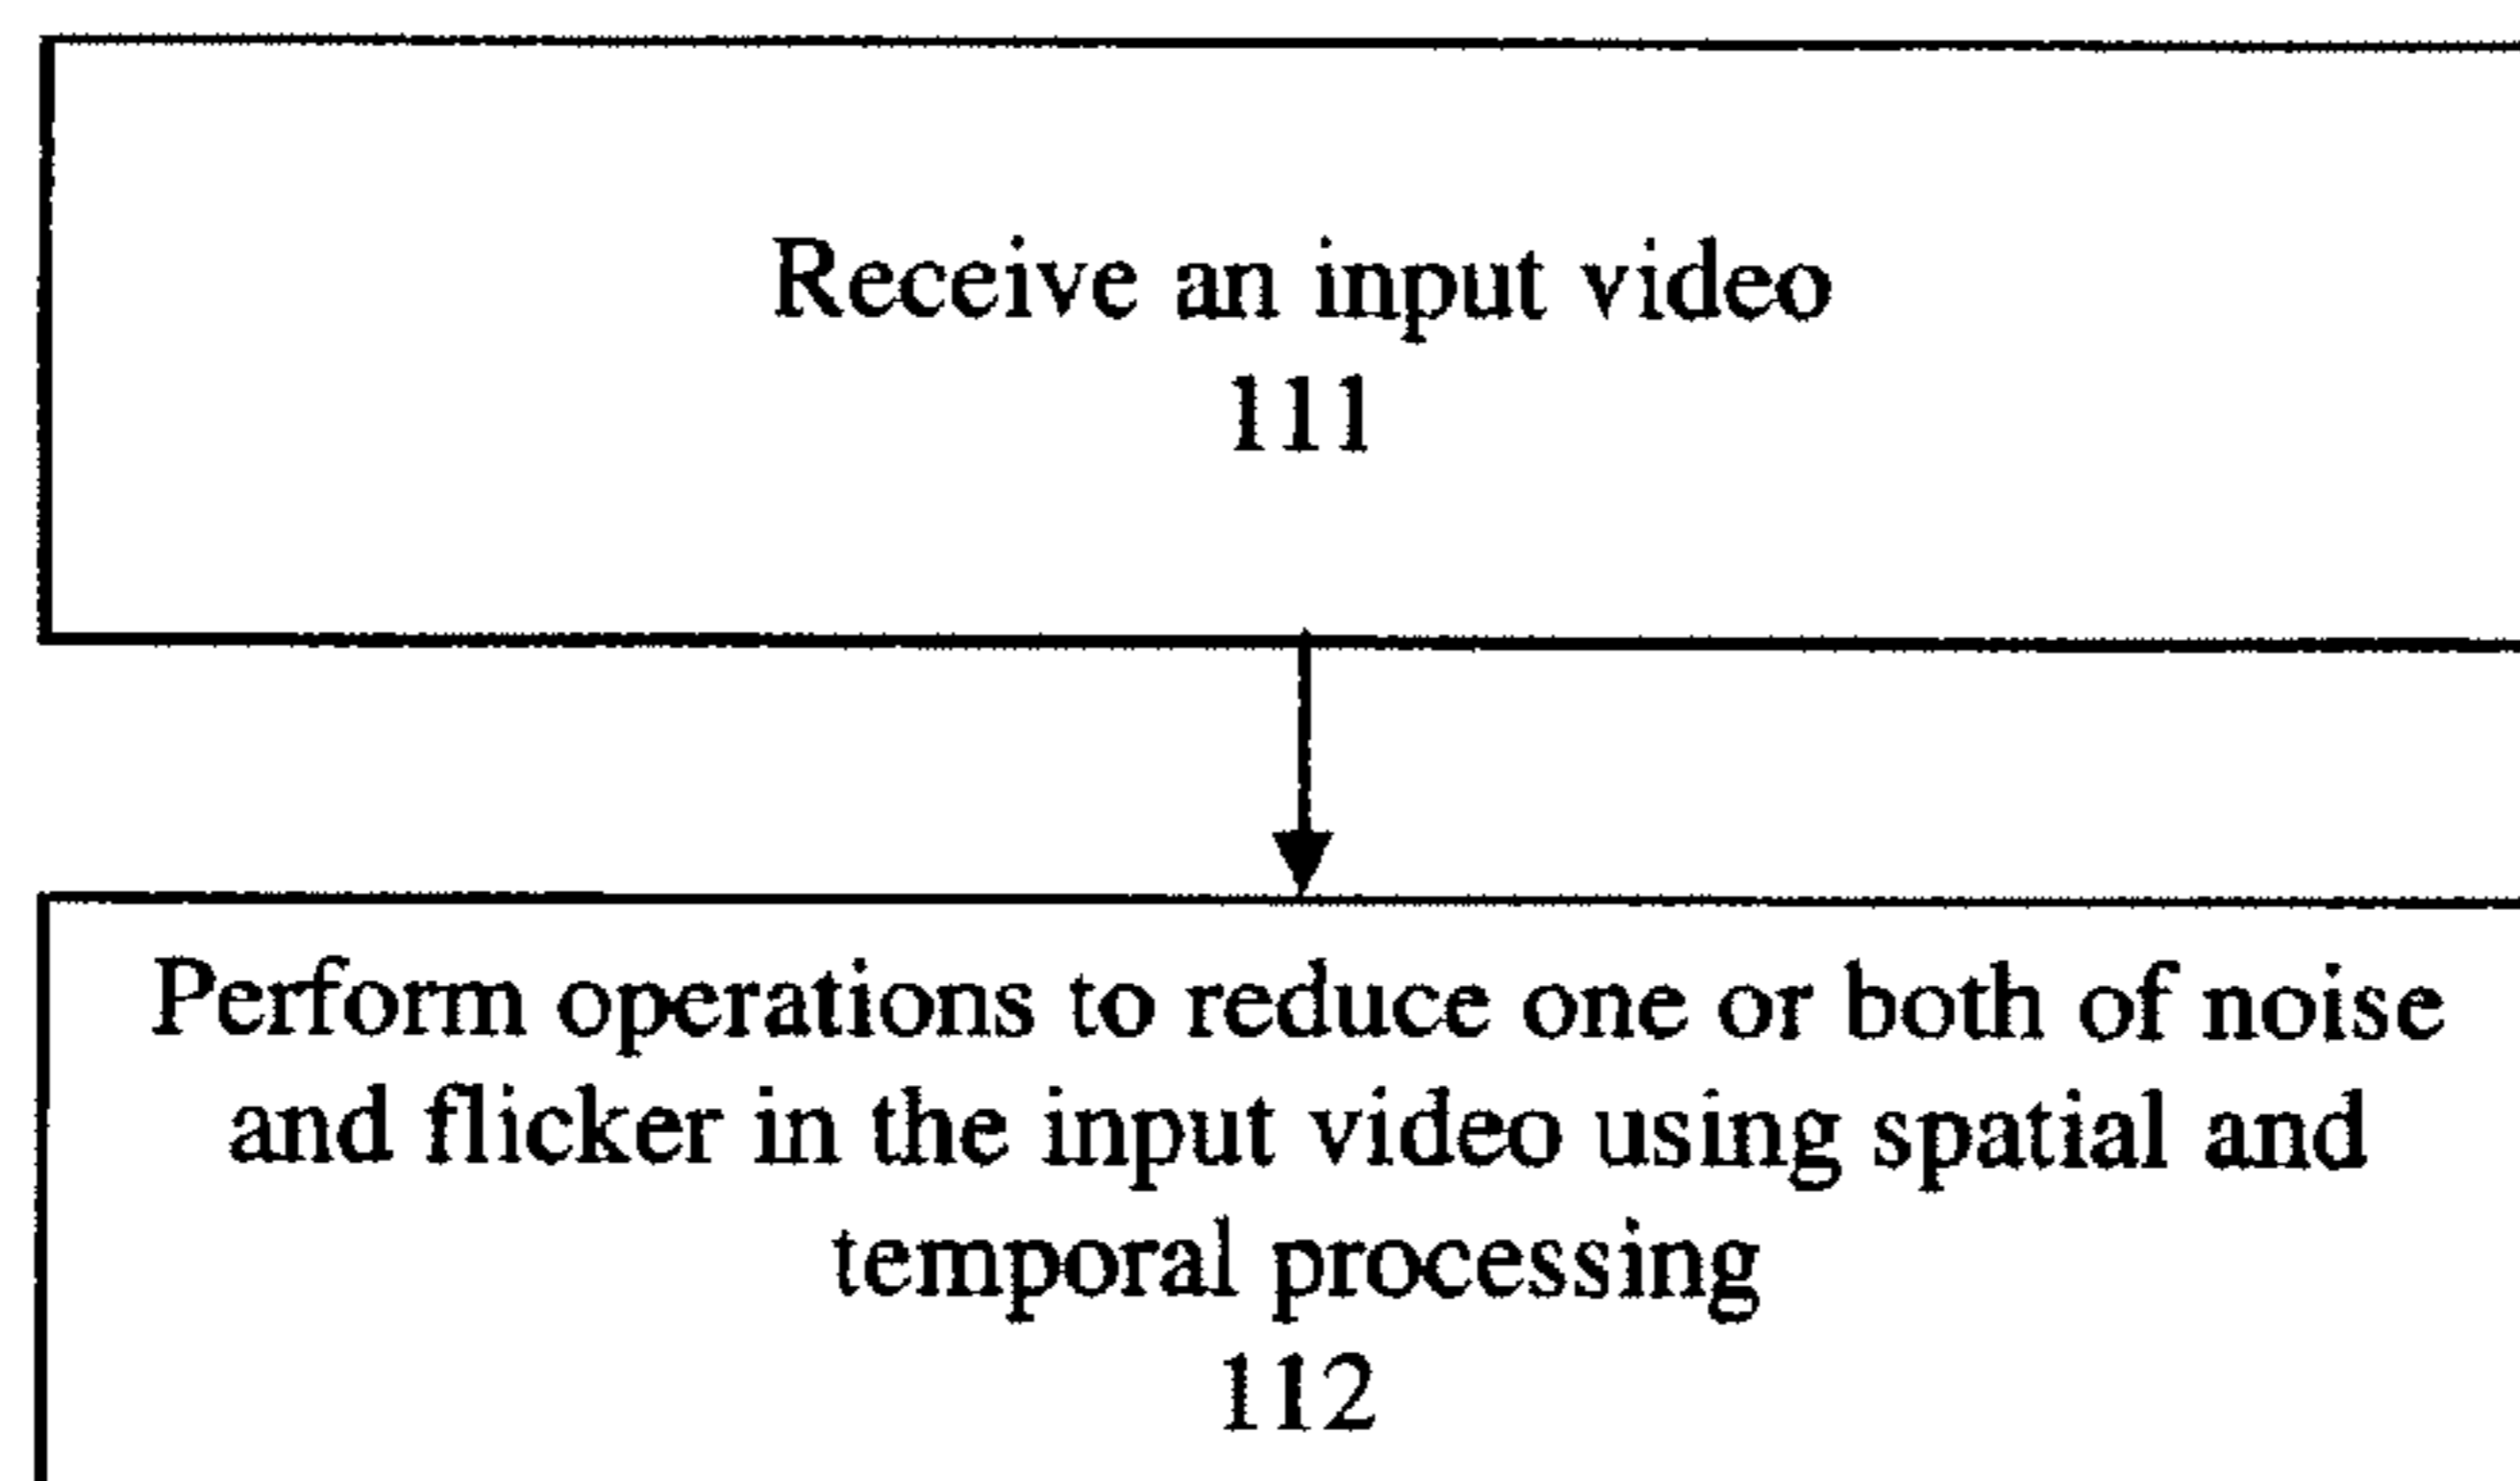 Receive an input video
111
Perform operations to reduce one or both of noise
and flicker in the input video using spatial and
temporal processing
112